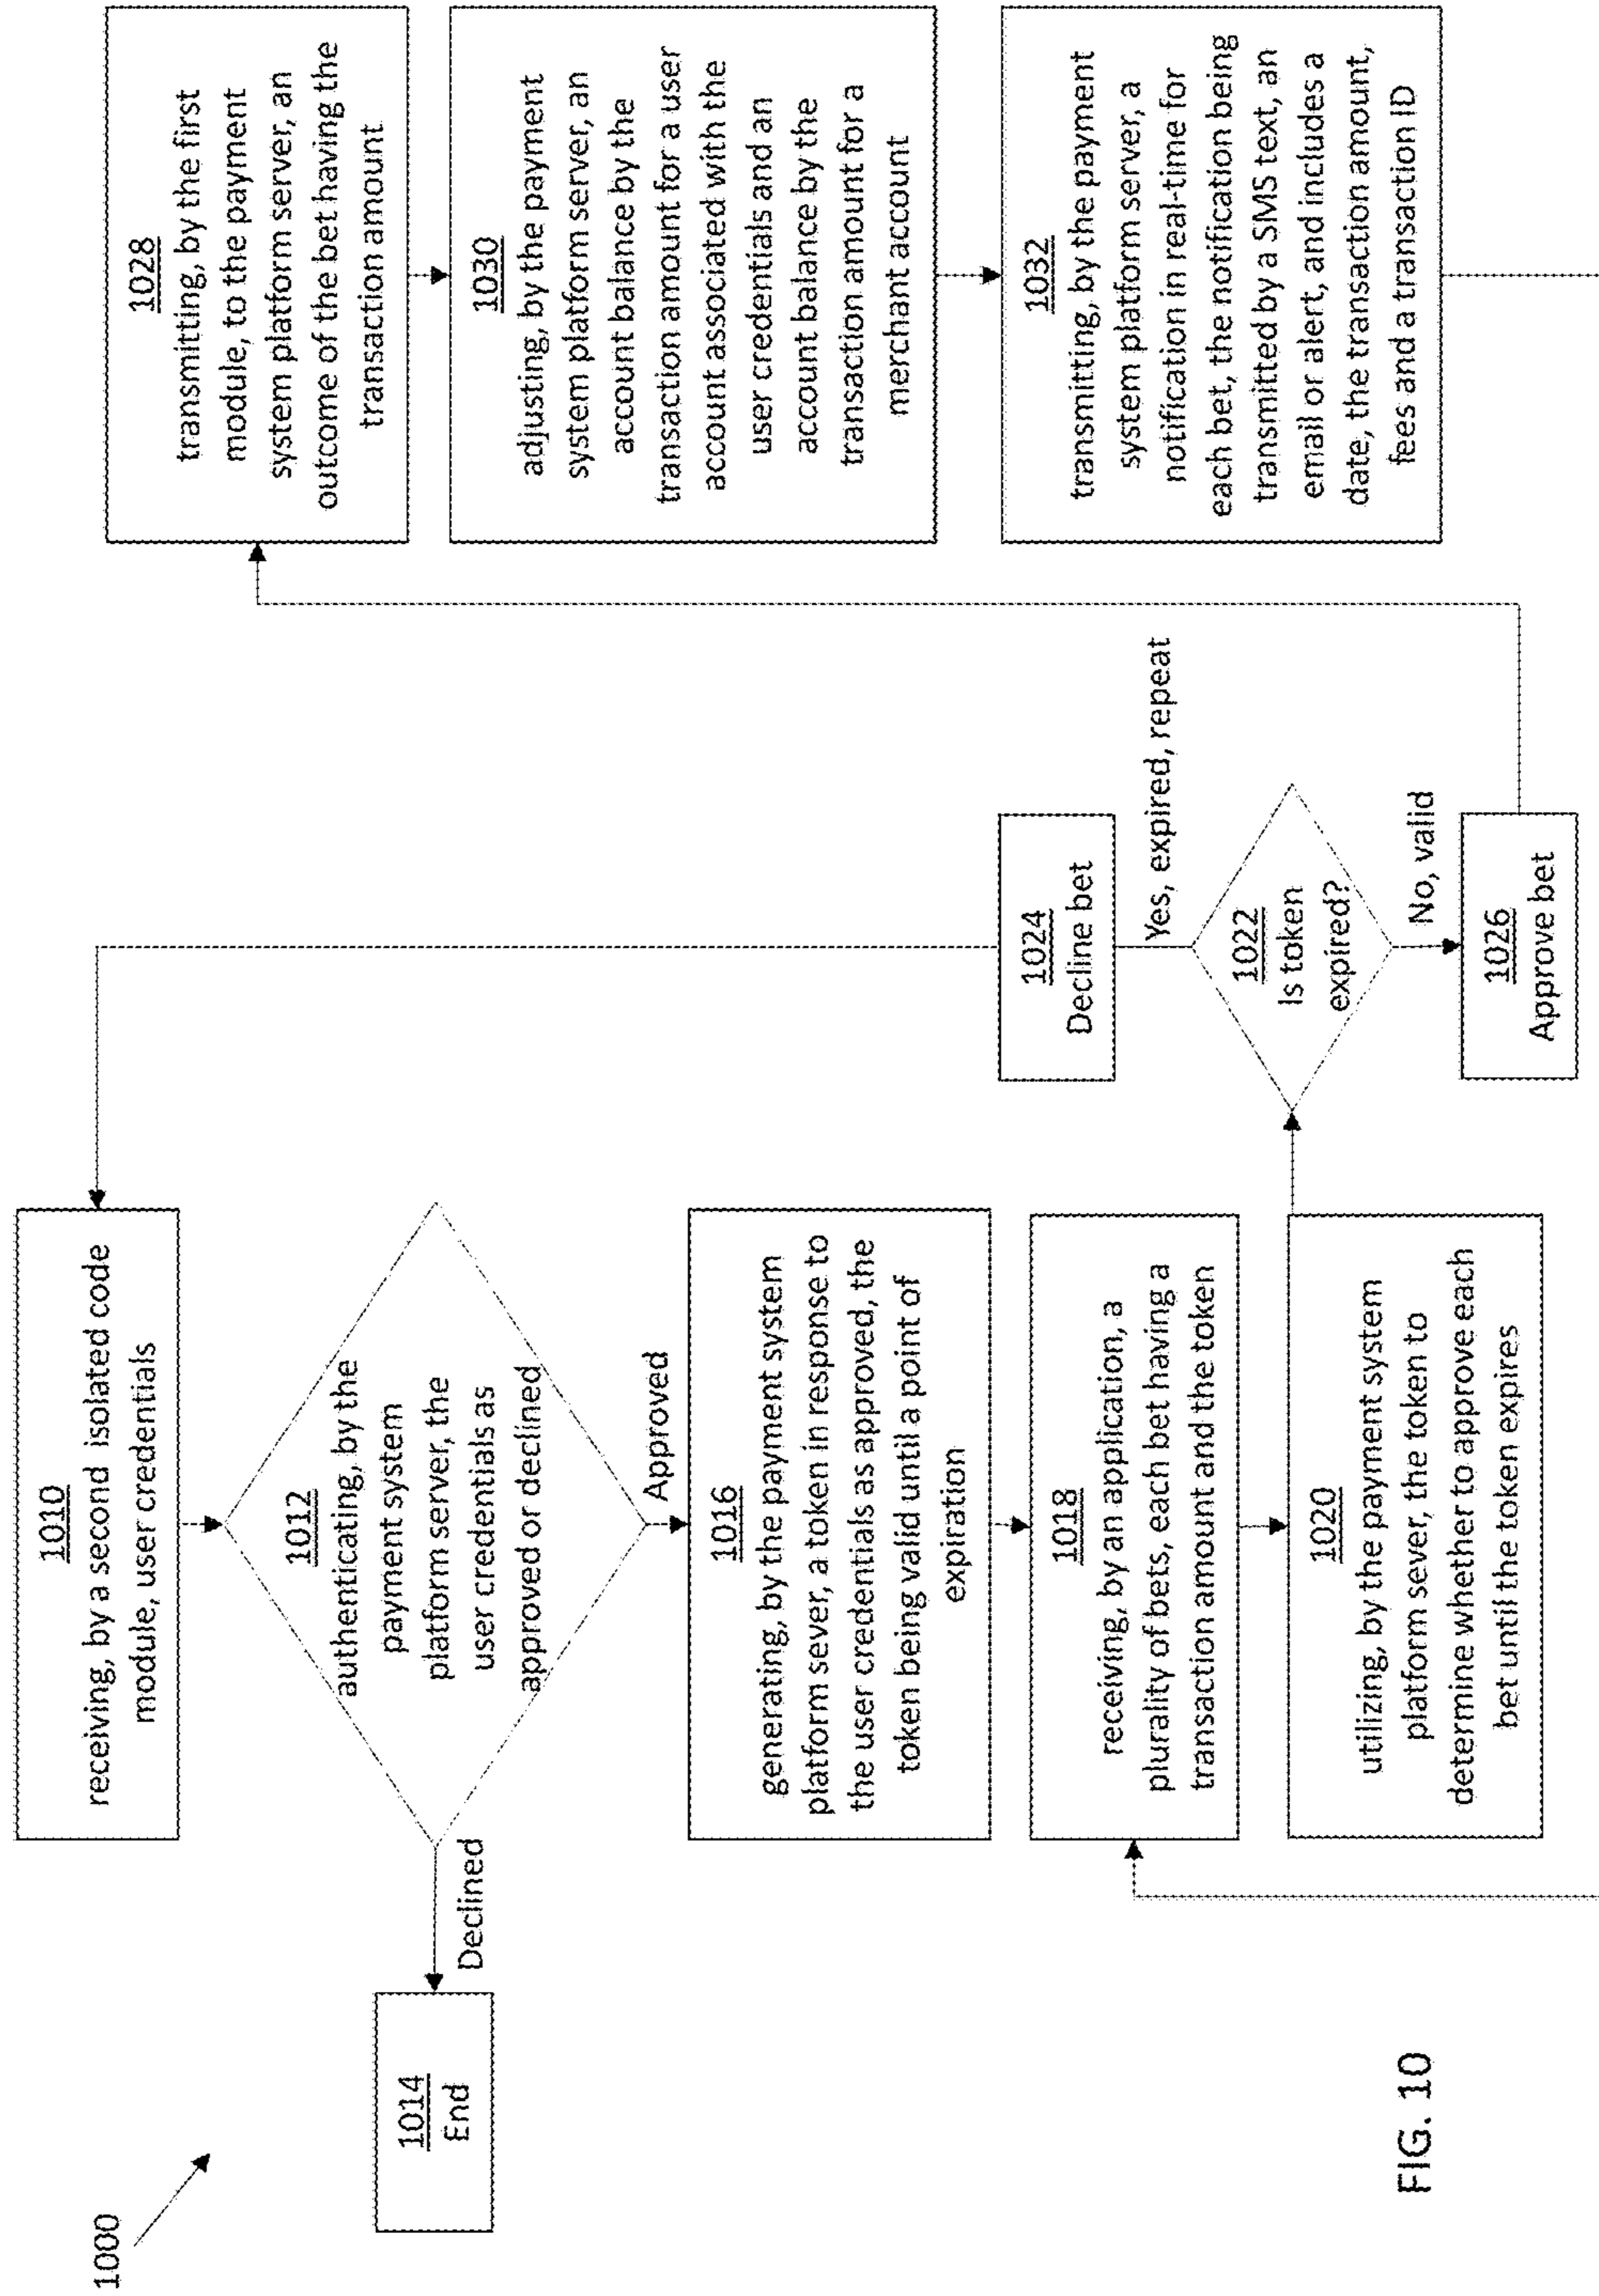 1000
1010
receiving, by a second isolated code
module, user credentials
1012
authenticating, by the
payment system
platform server, the
user credentials as
approved or declined
Declined
1014
End
Approved
1016
generating, by the payment system
platform sever, a token in response to
the user credentials as approved, the
token being valid until a point of
expiration
1018
receiving, by an application, a
plurality of bets, each bet having a
transaction amount and the token
1020
utilizing, by the payment system
platform sever, the token to
determine whether to approve each
bet until the token expires
1024
Decline bet
Yes, expired, repeat
1022
Is token
expired?
No, valid
1026
Approve bet
1028
transmitting, by the first
module, to the payment
system platform server, an
outcome of the bet having the
transaction amount
1030
adjusting, by the payment
system platform server, an
account balance by the
transaction amount for a user
account associated with the
user credentials and an
account balance by the
transaction amount for a
merchant account
1032
transmitting, by the payment
system platform server, a
notification in real-time for
each bet, the notification being
transmitted by a SMS text, an
email or alert, and includes a
date, the transaction amount,
fees and a transaction ID
FIG. 10